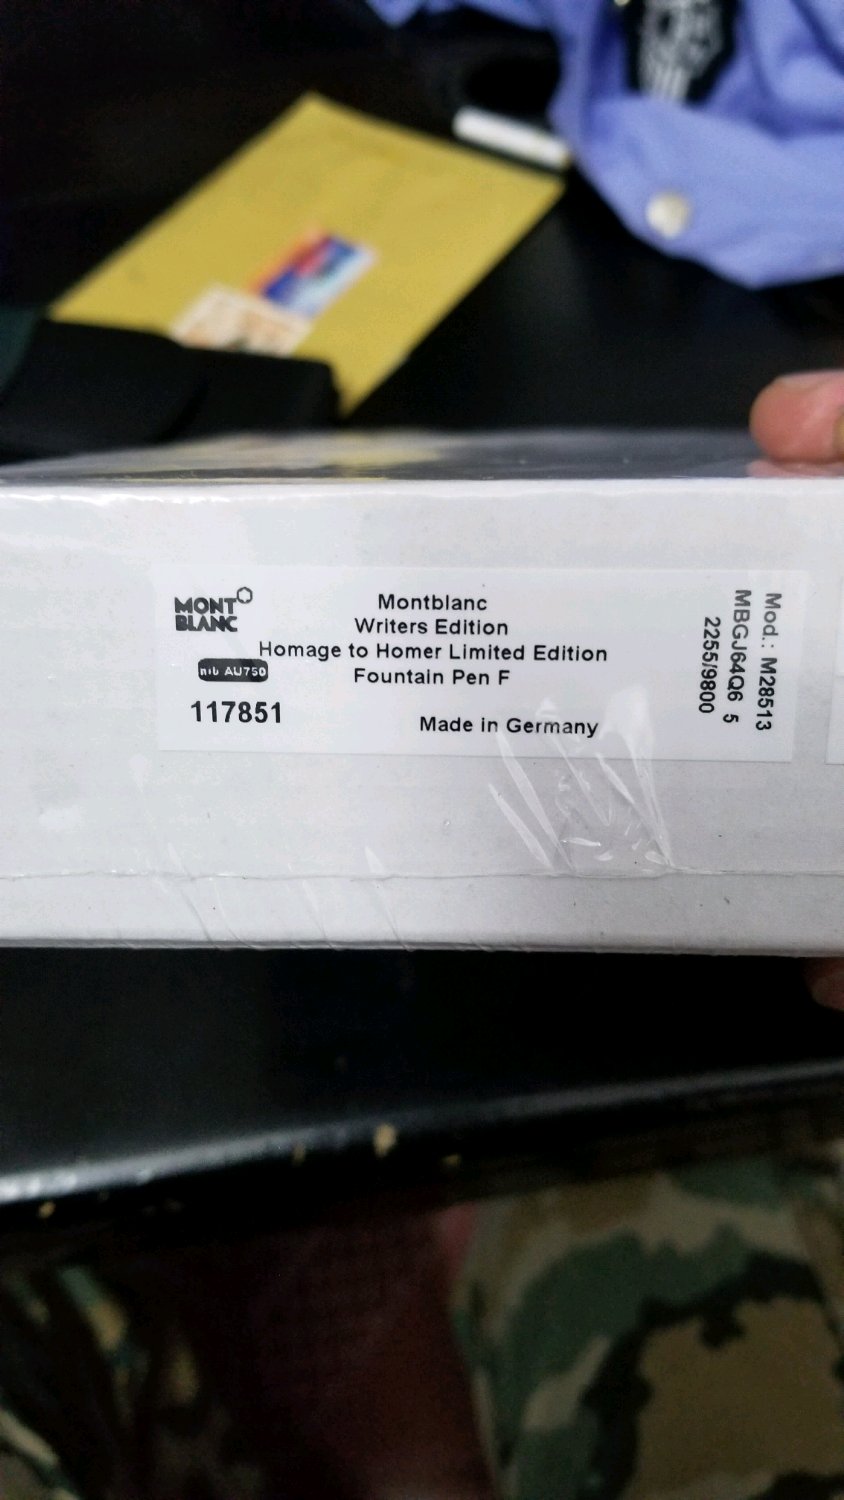 MONT
BLANC
nib AU750
117851
Montblanc
Writers Edition
Homage to Homer Limited Edition
Fountain Pen F
Made in Germany
Mod.: M28513
MBGJ64Q6 5
2255/9800